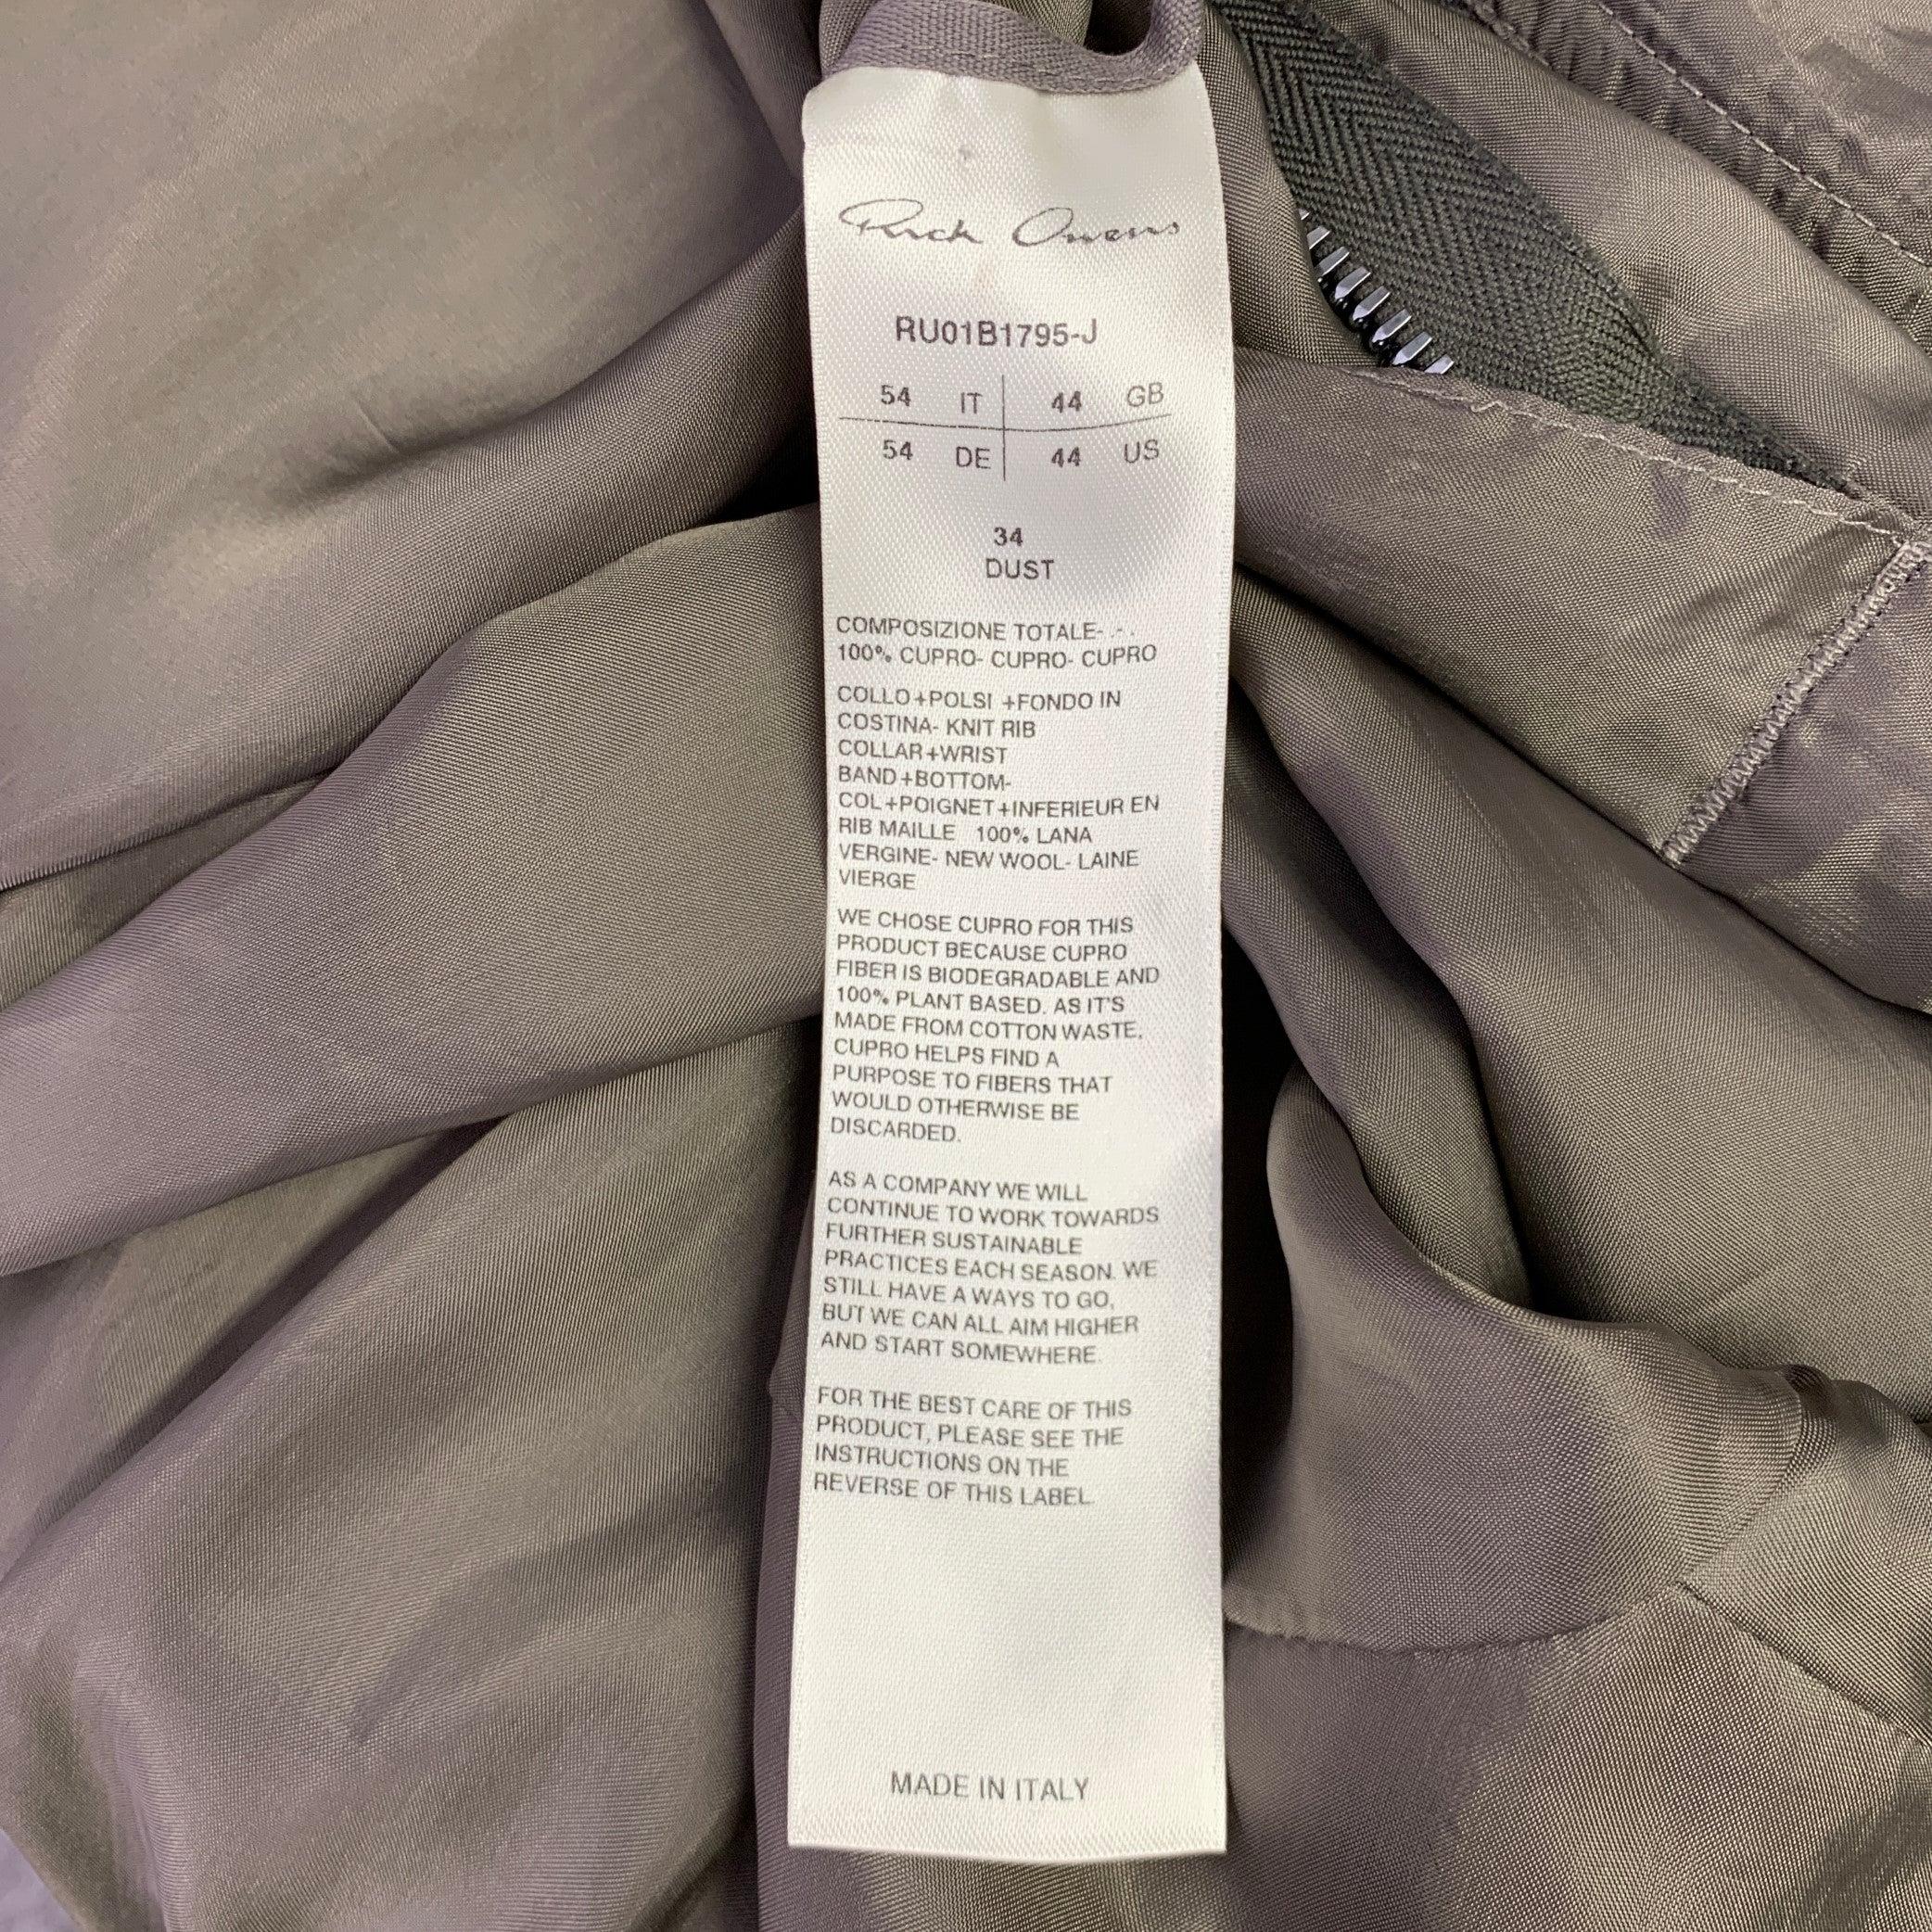 Rick Owens
RU01B1795-J
54 IT 44 GB
54 DE 44 US
34
DUST
COMPOSIZIONE TOTALE- .- .
100% CUPRO- CUPRO- CUPRO
COLLO+POLSI +FONDO IN
COSTINA- KNIT RIB
COLLAR+WRIST
BAND+BOTTOM-
COL+POIGNET+INFERIEUR EN
RIB MAILLE 100% LANA
VERGINE- NEW WOOL- LAINE
VIERGE
WE CHOSE CUPRO FOR THIS
PRODUCT BECAUSE CUPRO
FIBER IS BIODEGRADABLE AND
100% PLANT BASED. AS IT'S
MADE FROM COTTON WASTE,
CUPRO HELPS FIND A
PURPOSE TO FIBERS THAT
WOULD OTHERWISE BE
DISCARDED.
AS A COMPANY WE WILL
CONTINUE TO WORK TOWARDS
FURTHER SUSTAINABLE
PRACTICES EACH SEASON. WE
STILL HAVE A WAYS TO GO,
BUT WE CAN ALL AIM HIGHER
AND START SOMEWHERE.
FOR THE BEST CARE OF THIS
PRODUCT, PLEASE SEE THE
INSTRUCTIONS ON THE
REVERSE OF THIS LABEL.
MADE IN ITALY